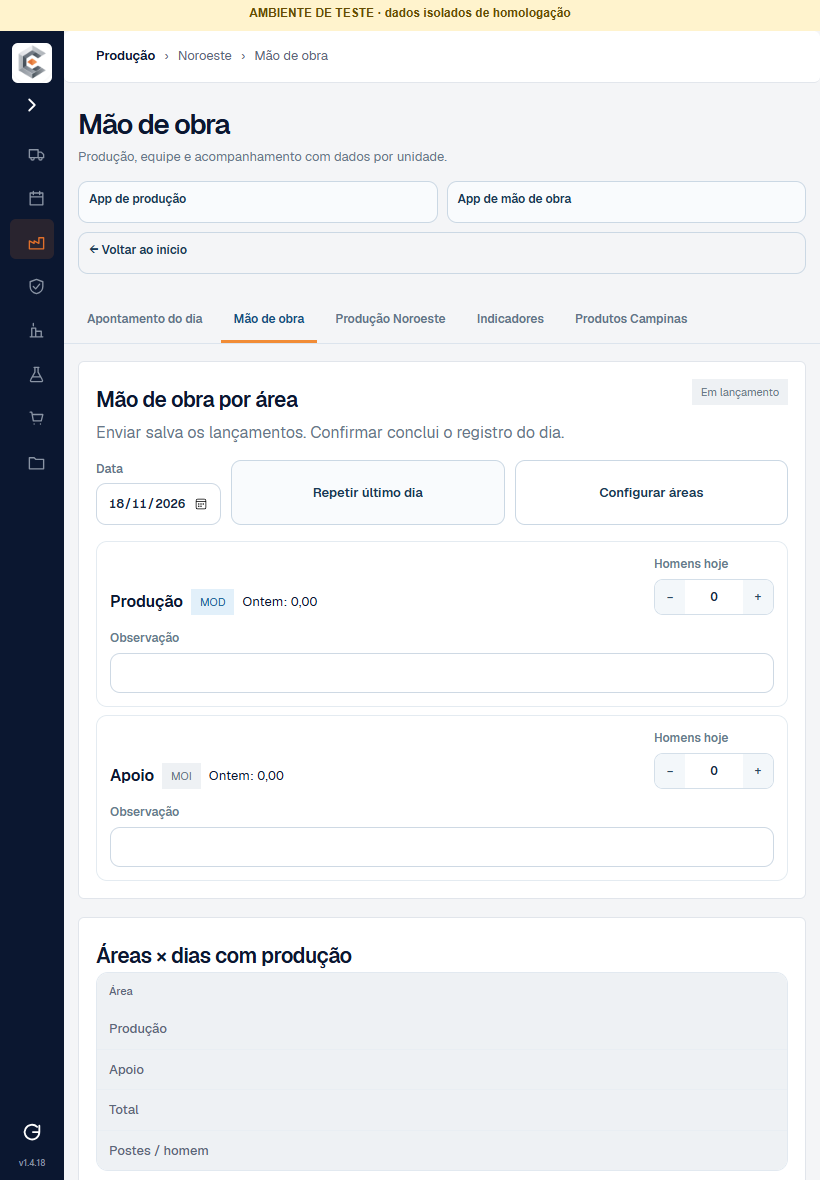 AMBIENTE DE TESTE · dados isolados de homologação
Produção › Noroeste › Mão de obra
Mão de obra
Produção, equipe e acompanhamento com dados por unidade.
App de produção
App de mão de obra
← Voltar ao início
Apontamento do dia
Mão de obra
Produção Noroeste
Indicadores
Produtos Campinas
Mão de obra por área
Em lançamento
Enviar salva os lançamentos. Confirmar conclui o registro do dia.
Data
18/11/2026
Repetir último dia
Configurar áreas
Homens hoje
Produção MOD Ontem: 0,00
− 0 +
Observação
Homens hoje
Apoio MOI Ontem: 0,00
− 0 +
Observação
Áreas × dias com produção
Área
Produção
Apoio
Total
Postes / homem
v1.4.18